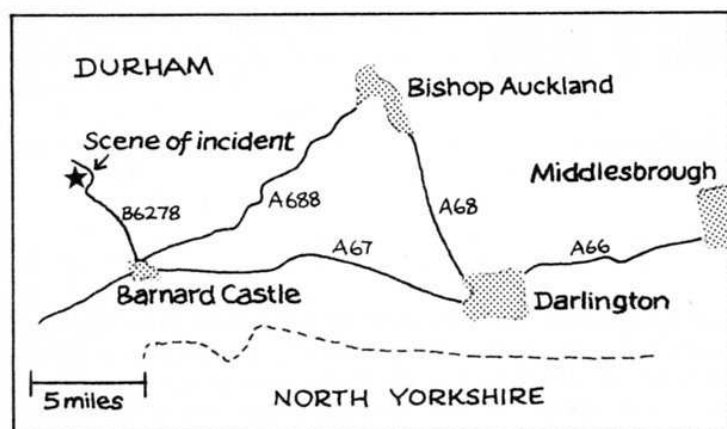 DURHAM
Bishop Auckland
Scene of incident
Middlesbrough
B6278
A688
A68
A67
A66
Barnard Castle
Darlington
5 miles
NORTH YORKSHIRE